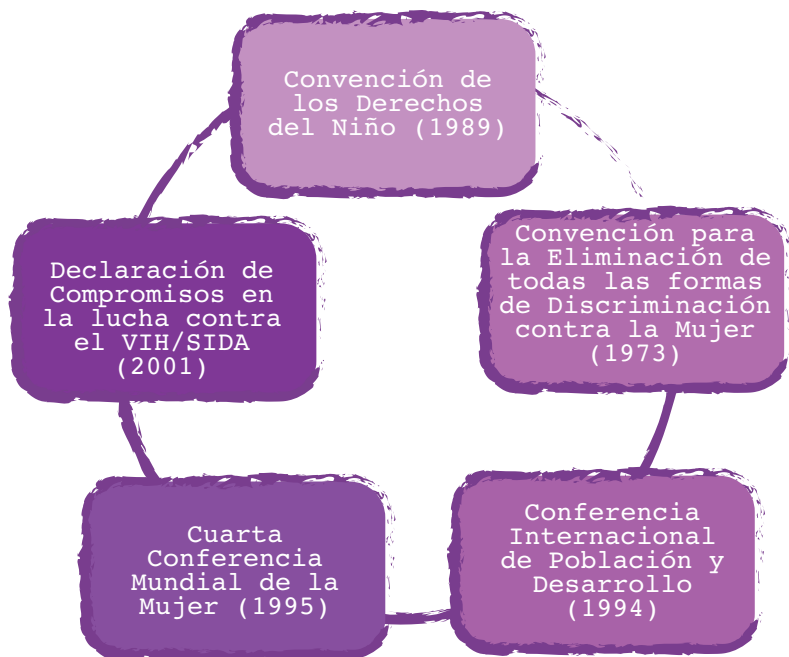 Convención de
los Derechos
del Niño (1989)
Convención para
la Eliminación de
todas las formas
de Discriminación
contra la Mujer
(1973)
Conferencia
Internacional
de Población y
Desarrollo
(1994)
Cuarta
Conferencia
Mundial de la
Mujer (1995)
Declaración de
Compromisos en
la lucha contra
el VIH/SIDA
(2001)